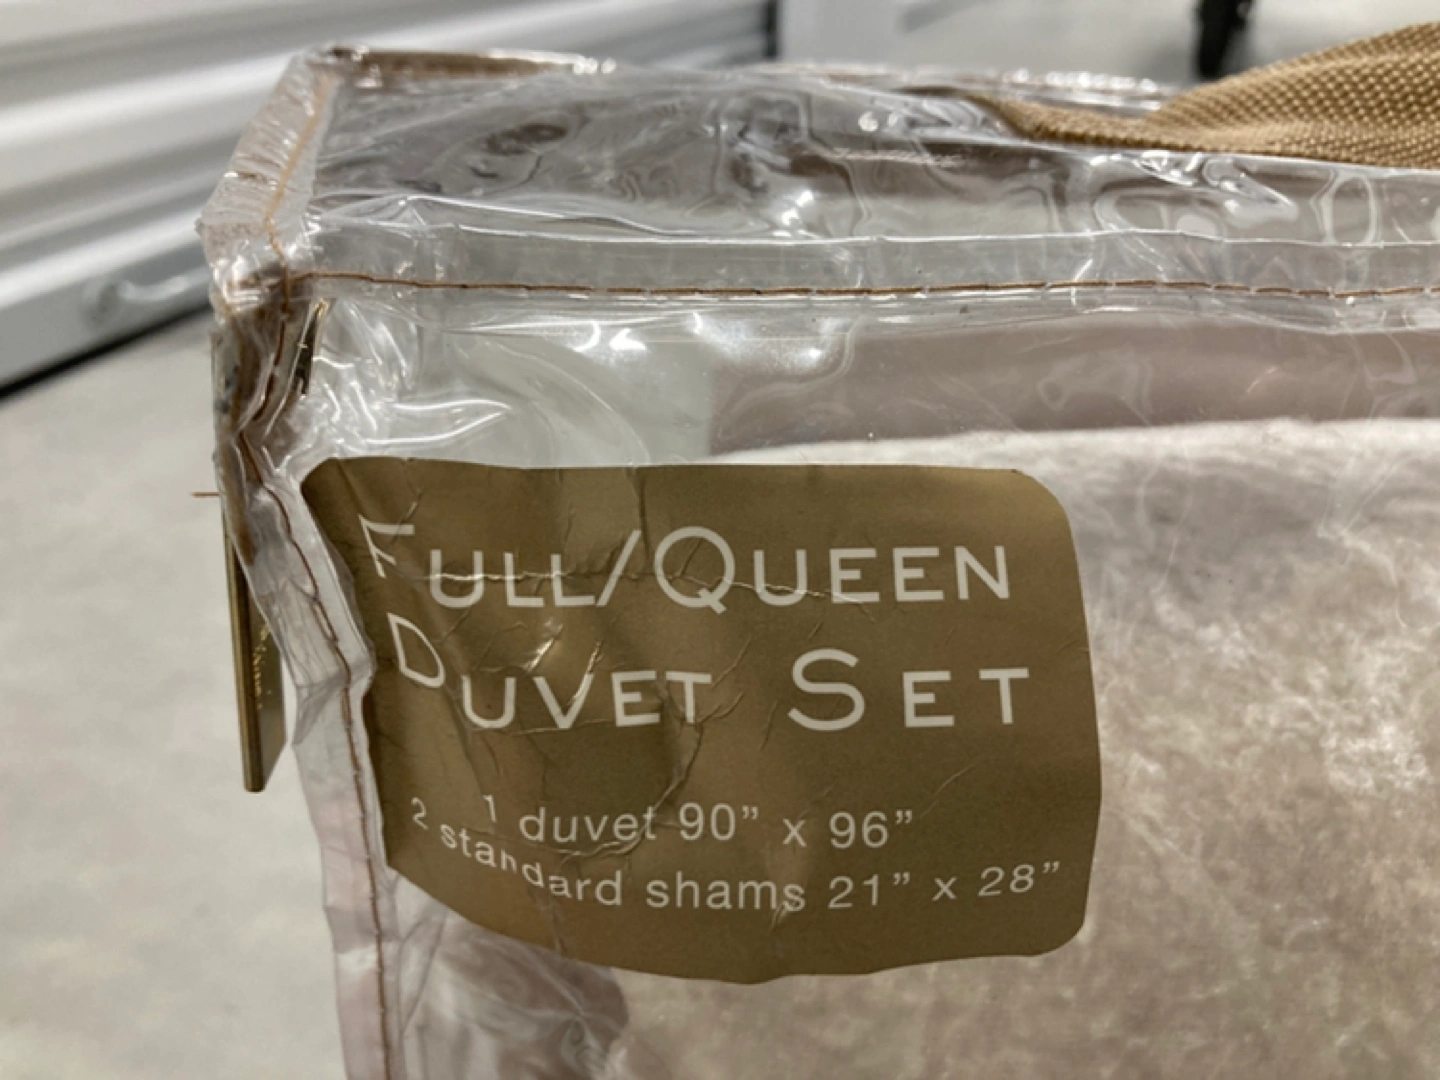 FULL/QUEEN
DUVET SET
1 duvet 90” x 96”
2 standard shams 21” x 28”